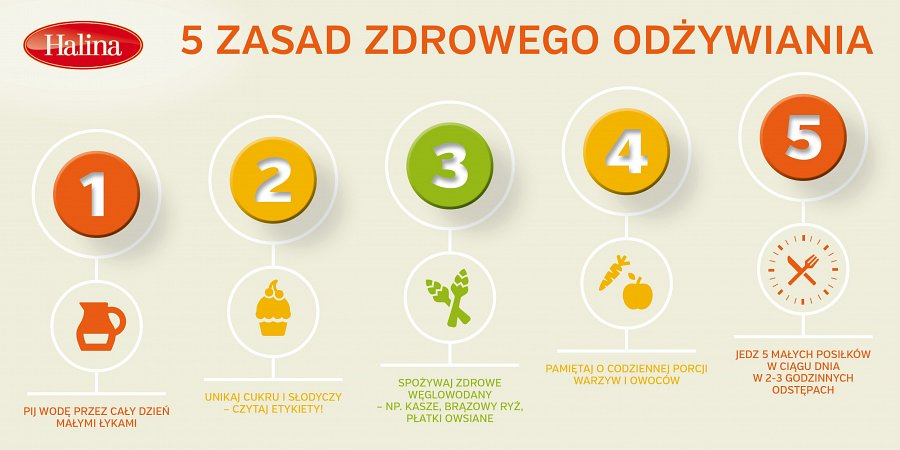 Halina
5 ZASAD ZDROWEGO ODŻYWIANIA
1
PIJ WODĘ PRZEZ CAŁY DZIEŃ
MAŁYMI ŁYKAMI
2
UNIKAJ CUKRU I SŁODYCZY
– CZYTAJ ETYKIETY!
3
SPOŻYWAJ ZDROWE
WĘGLOWODANY
– NP. KASZE, BRĄZOWY RYŻ,
PŁATKI OWSIANE
4
PAMIĘTAJ O CODZIENNEJ PORCJI
WARZYW I OWOCÓW
5
JEDZ 5 MAŁYCH POSIŁKÓW
W CIĄGU DNIA
W 2-3 GODZINNYCH
ODSTĘPACH